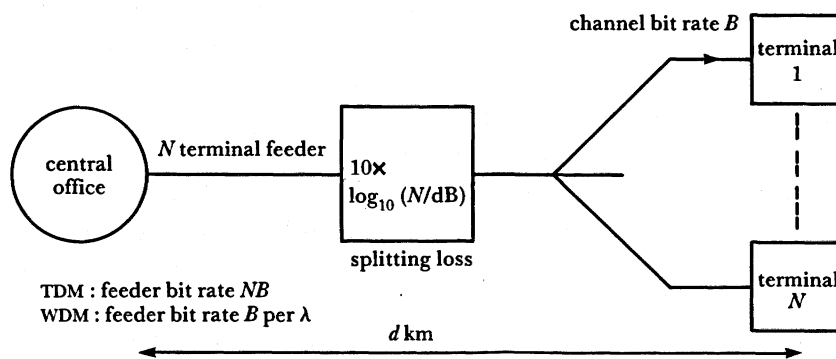 channel bit rate B
terminal
1
central
office
N terminal feeder
10×
log₁₀ (N/dB)
splitting loss
terminal
N
TDM : feeder bit rate NB
WDM : feeder bit rate B per λ
d km